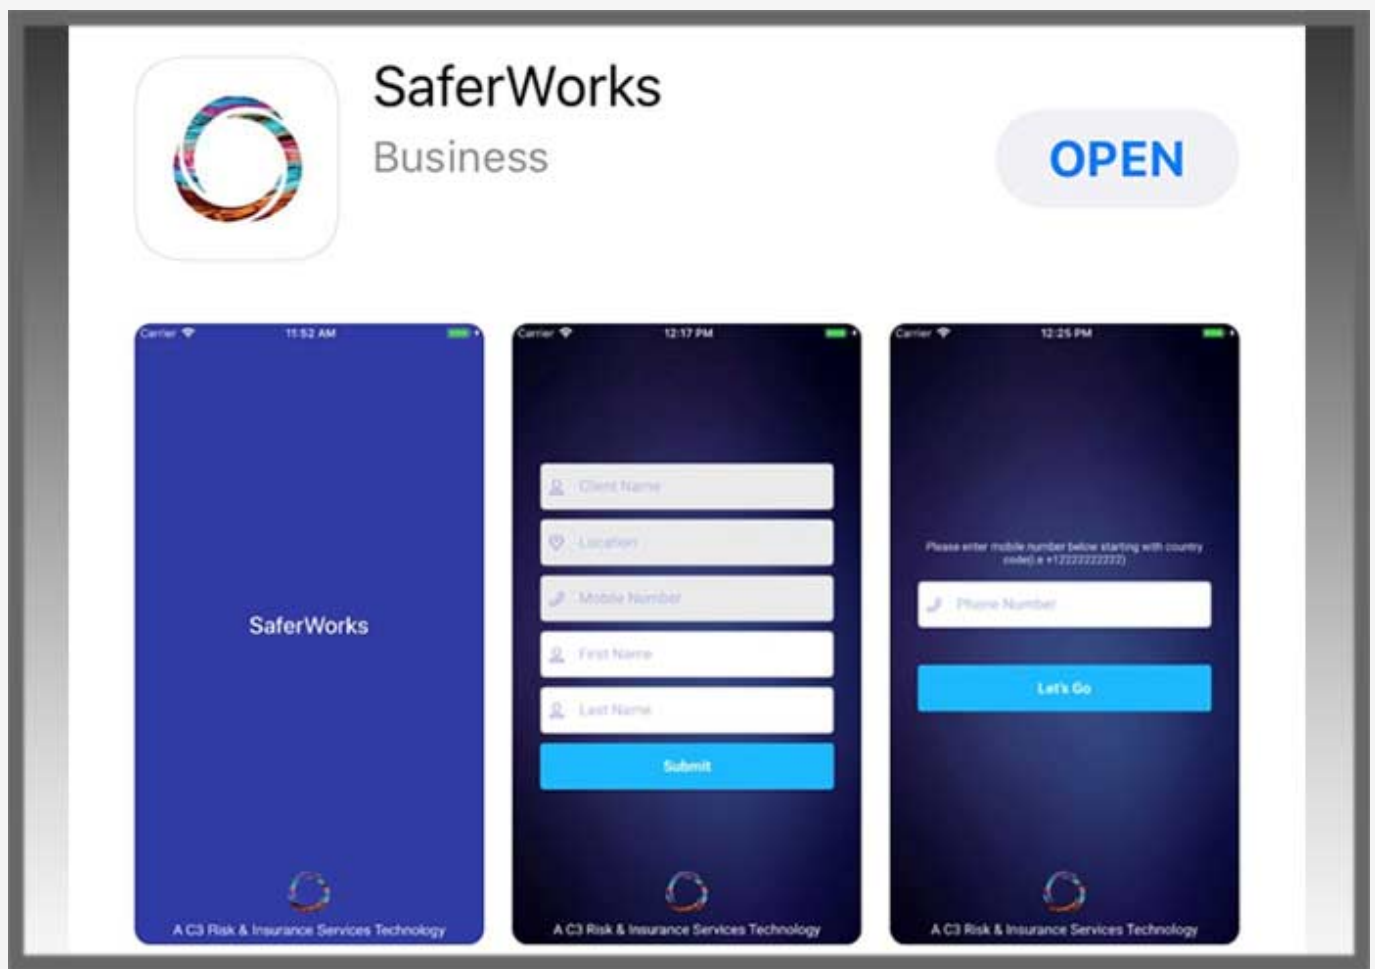 SaferWorks
Business
OPEN
Carrier 11:52 AM
SaferWorks
A C3 Risk & Insurance Services Technology
Carrier 12:17 PM
Client Name
Location
Mobile Number
First Name
Last Name
Submit
A C3 Risk & Insurance Services Technology
Carrier 12:25 PM
Please enter mobile number below starting with country
code(i.e +12222222222)
Phone Number
Let's Go
A C3 Risk & Insurance Services Technology